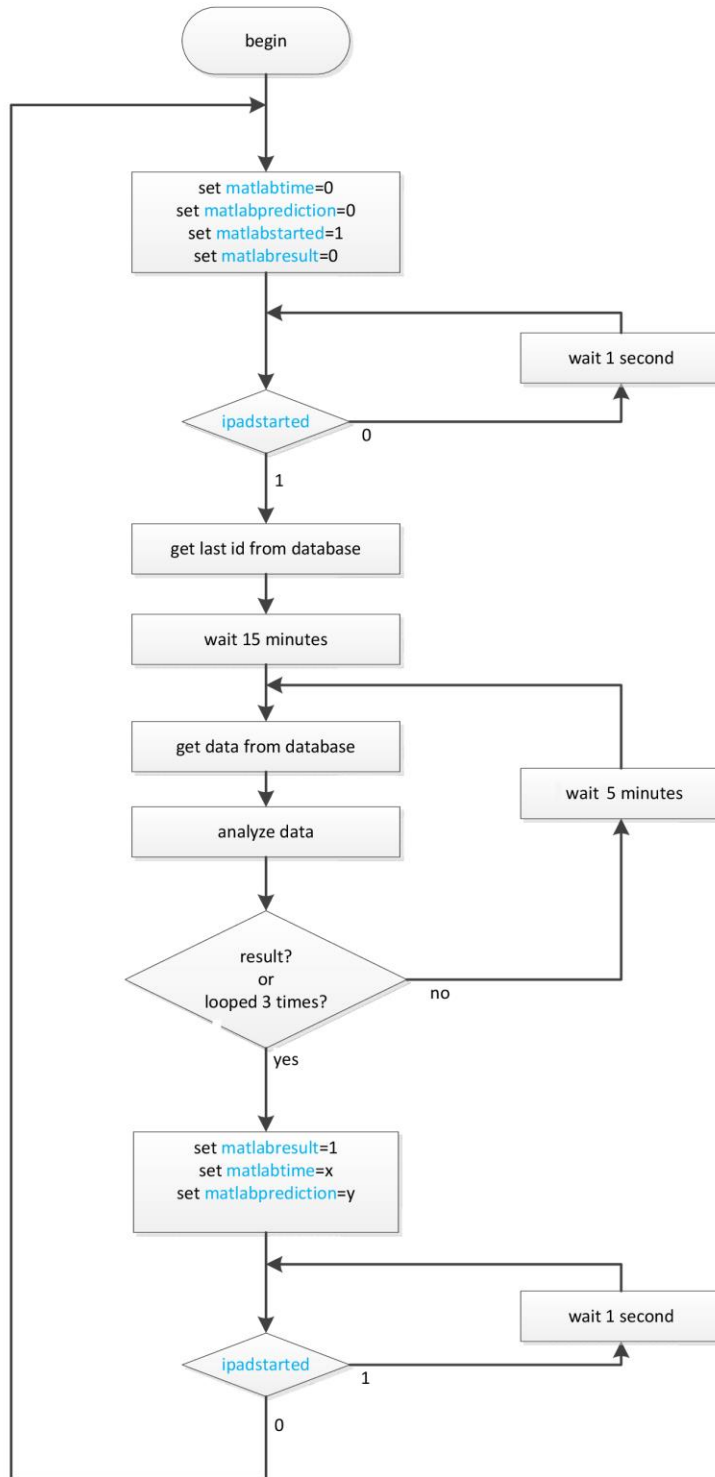 begin
set matlabtime=0
set matlabprediction=0
set matlabstarted=1
set matlabresult=0
wait 1 second
ipadstarted
0
1
get last id from database
wait 15 minutes
get data from database
wait 5 minutes
analyze data
result?
or
looped 3 times?
no
yes
set matlabresult=1
set matlabtime=x
set matlabprediction=y
wait 1 second
ipadstarted
1
0